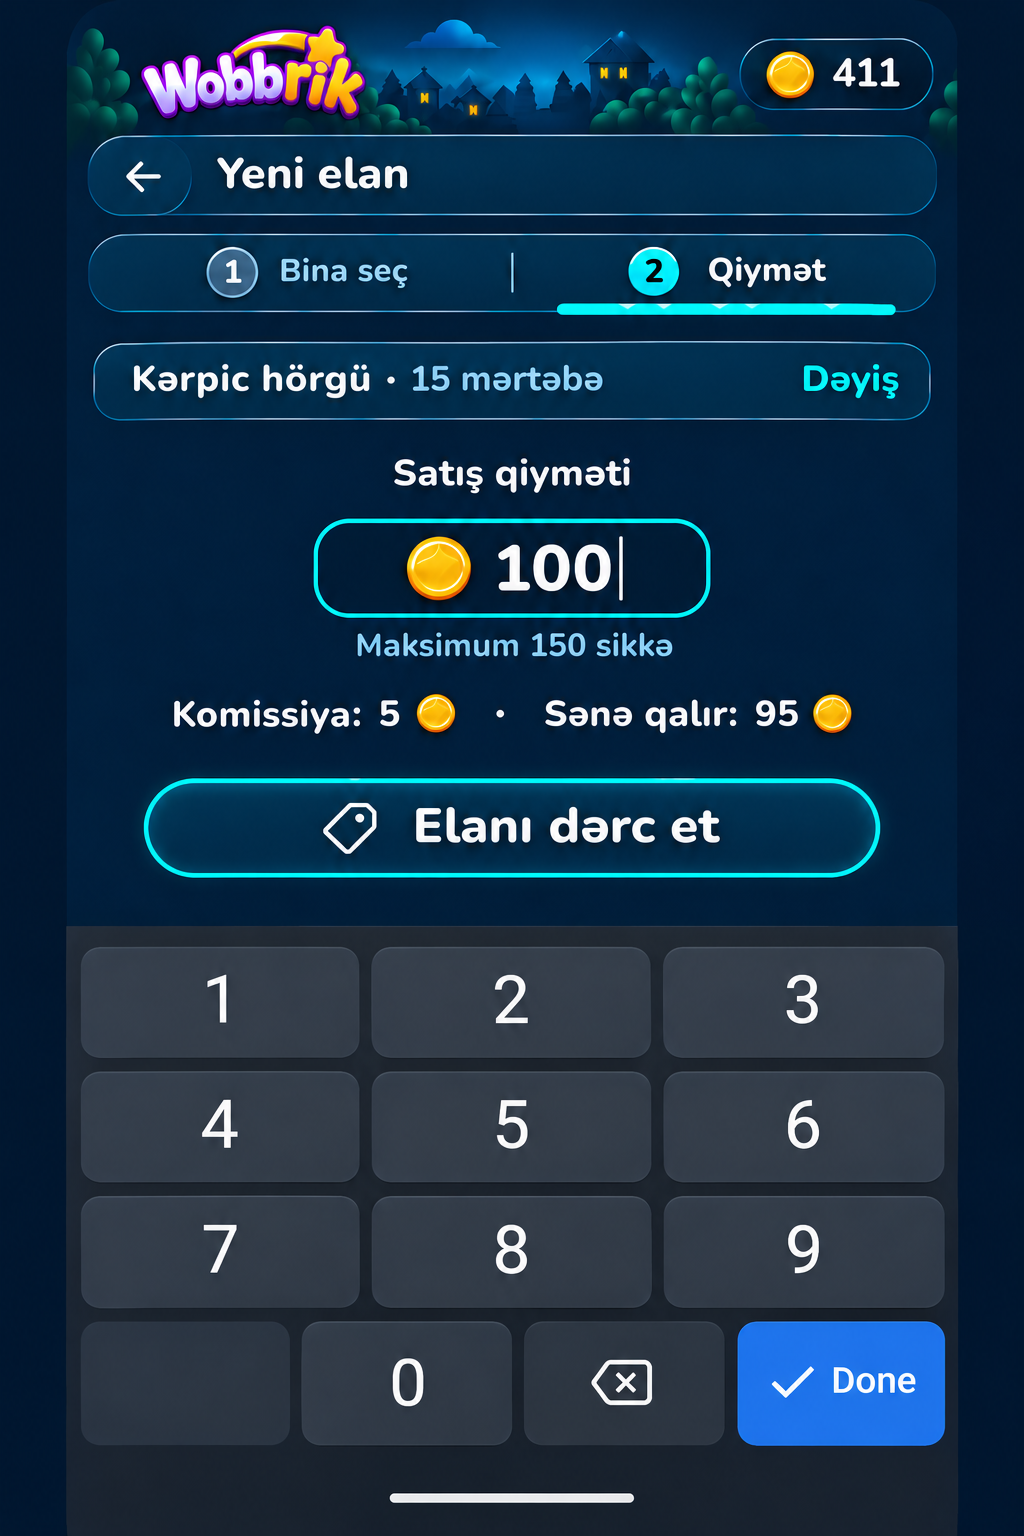 Wobbrik
411
Yeni elan
1 Bina seç
2 Qiymət
Kərpic hörgü · 15 mərtəbə
Dəyiş
Satış qiyməti
100
Maksimum 150 sikkə
Komissiya: 5 · Sənə qalır: 95
Elanı dərc et
1 2 3
4 5 6
7 8 9
0 Done